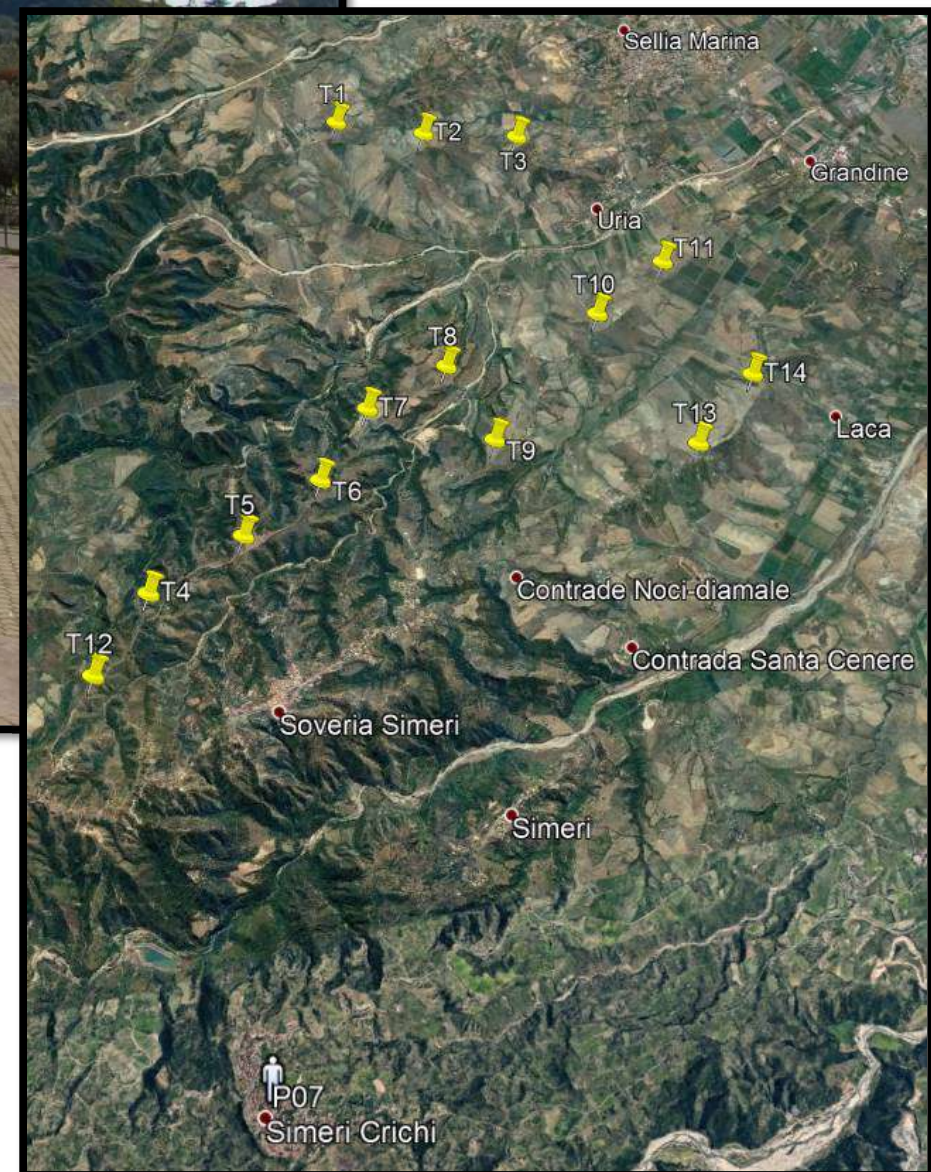 Sellia Marina
T1
T2
T3
Grandine
Uria
T11
T10
T8
T14
T7
T13
Laca
T9
T6
T5
Contrade Noci-diamale
T4
T12
Contrada Santa Cenere
Soveria Simeri
Simeri
P07
Simeri Crichi